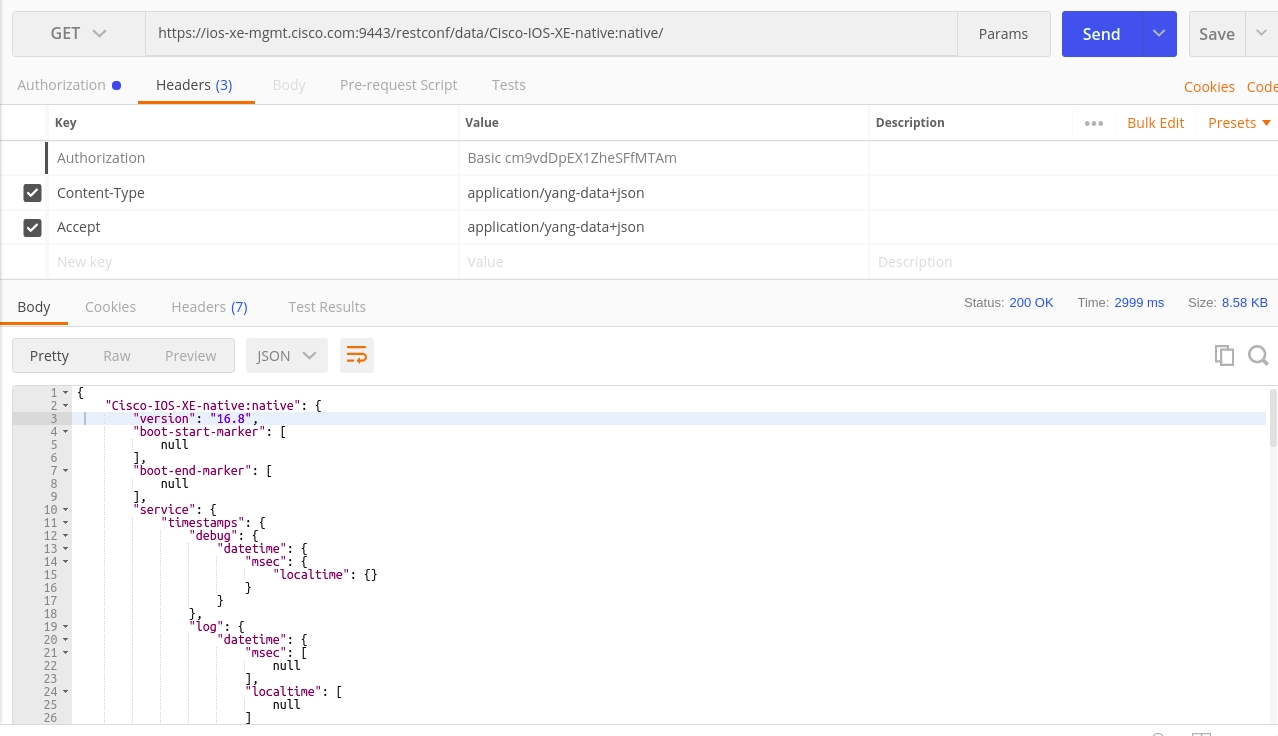 GET https://ios-xe-mgmt.cisco.com:9443/restconf/data/Cisco-IOS-XE-native:native/ Params Send Save
Authorization Headers (3) Body Pre-request Script Tests Cookies Code
Key Value Description ••• Bulk Edit Presets
Authorization Basic cm9vdDpEX1ZheSFfMTAm
Content-Type application/yang-data+json
Accept application/yang-data+json
New key Value Description
Body Cookies Headers (7) Test Results Status: 200 OK Time: 2999 ms Size: 8.58 KB
Pretty Raw Preview JSON
1 {
2 "Cisco-IOS-XE-native:native": {
3 "version": "16.8",
4 "boot-start-marker": [
5 null
6 ],
7 "boot-end-marker": [
8 null
9 ],
10 "service": {
11 "timestamps": {
12 "debug": {
13 "datetime": {
14 "msec": {
15 "localtime": {}
16 }
17 }
18 },
19 "log": {
20 "datetime": {
21 "msec": [
22 null
23 ],
24 "localtime": [
25 null
26 ]